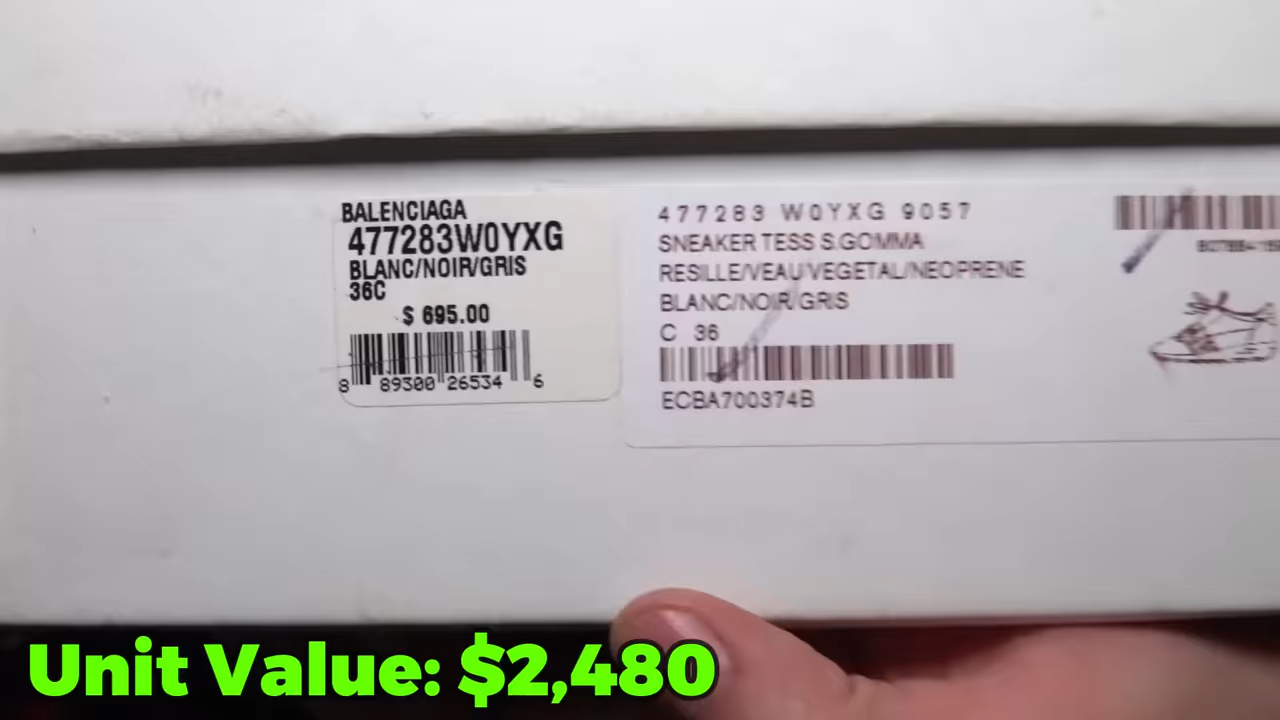 BALENCIAGA
477283W0YXG
BLANC/NOIR/GRIS
36C
$ 695.00
8 89300 26534 6
477283 W0YXG 9057
SNEAKER TESS S.GOMMA
RESILLE/VEAU VEGETAL/NEOPRENE
BLANC/NOIR/GRIS
C 36
ECBA700374B
Unit Value: $2,480